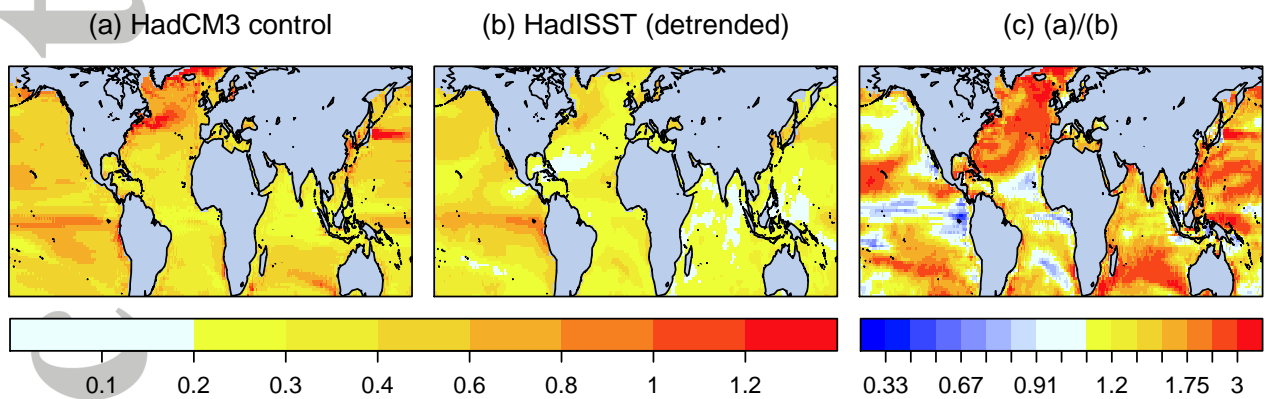 (a) HadCM3 control
(b) HadISST (detrended)
(c) (a)/(b)
0.1 0.2 0.3 0.4 0.6 0.8 1 1.2
0.33 0.67 0.91 1.2 1.75 3